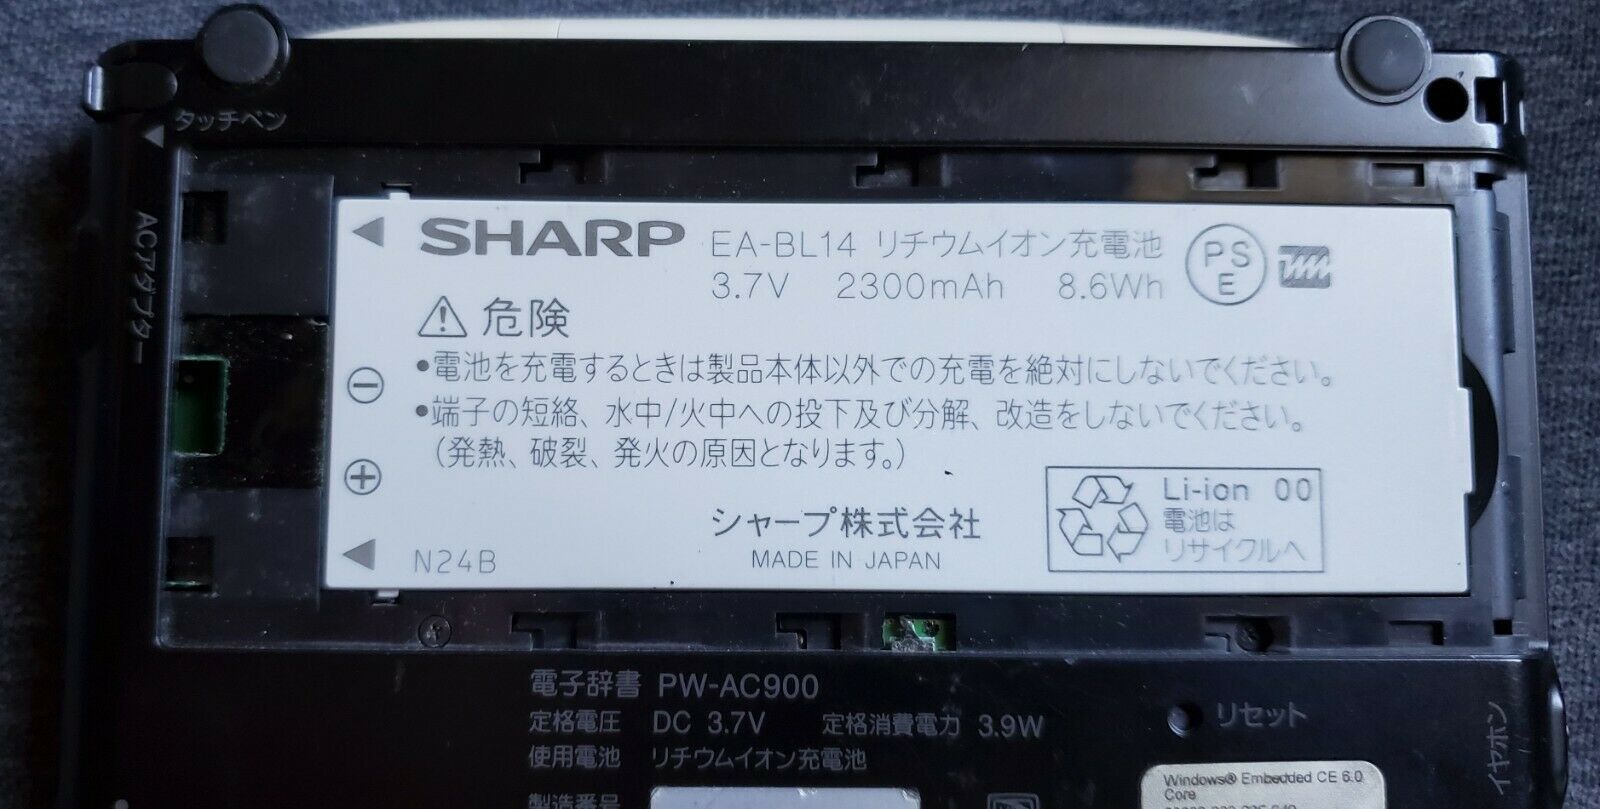 タッチペン
ACアダプター
SHARP EA-BL14 リチウムイオン充電池
3.7V 2300mAh 8.6Wh
PS
E
危険
•電池を充電するときは製品本体以外での充電を絶対にしないでください。
•端子の短絡、水中/火中への投下及び分解、改造をしないでください。
(発熱、破裂、発火の原因となります。)
Li-ion 00
電池は
リサイクルへ
シャープ株式会社
MADE IN JAPAN
N24B
電子辞書 PW-AC900
定格電圧 DC 3.7V 定格消費電力 3.9W
使用電池 リチウムイオン充電池
製造番号
リセット
イヤホン
Windows® Embedded CE 6.0
Core